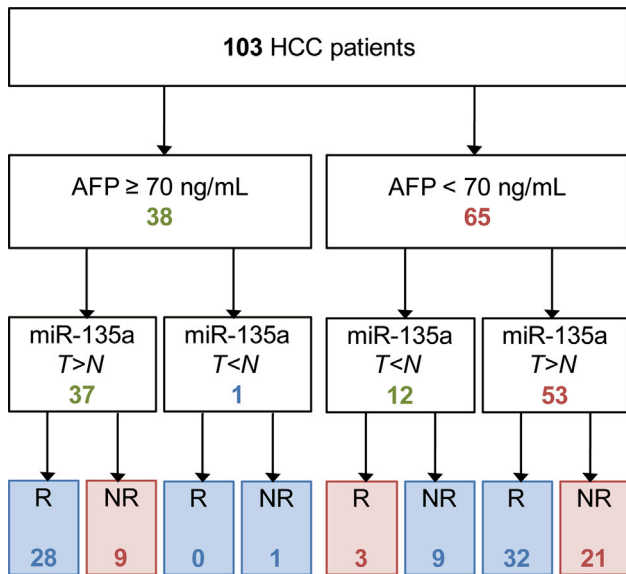 103 HCC patients
AFP ≥ 70 ng/mL
38
AFP < 70 ng/mL
65
miR-135a
T>N
37
miR-135a
T<N
1
miR-135a
T<N
12
miR-135a
T>N
53
R
28
NR
9
R
0
NR
1
R
3
NR
9
R
32
NR
21